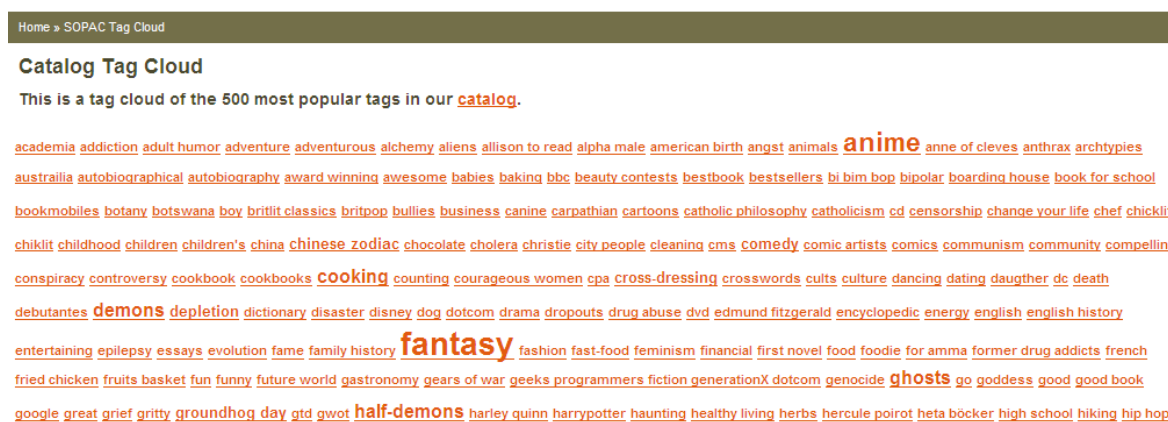 Home » SOPAC Tag Cloud
Catalog Tag Cloud
This is a tag cloud of the 500 most popular tags in our catalog.
academia addiction adult humor adventure adventurous alchemy aliens allison to read alpha male american birth angst animals anime anne of cleves anthrax archtypies
austrailia autobiographical autobiography award winning awesome babies baking bbc beauty contests bestbook bestsellers bi bim bop bipolar boarding house book for school
bookmobiles botany botswana boy britlit classics britpop bullies business canine carpathian cartoons catholic philosophy catholicism cd censorship change your life chef chicklit
chiklit childhood children children's china chinese zodiac chocolate cholera christie city people cleaning cms comedy comic artists comics communism community compellin
conspiracy controversy cookbook cookbooks cooking counting courageous women cpa cross-dressing crosswords cults culture dancing dating daugther dc death
debutantes demons depletion dictionary disaster disney dog dotcom drama dropouts drug abuse dvd edmund fitzgerald encyclopedic energy english english history
entertaining epilepsy essays evolution fame family history fantasy fashion fast-food feminism financial first novel food foodie for amma former drug addicts french
fried chicken fruits basket fun funny future world gastronomy gears of war geeks programmers fiction generationX dotcom genocide ghosts go goddess good good book
google great grief gritty groundhog day gtd gwot half-demons harley quinn harrypotter haunting healthy living herbs hercule poirot heta böcker high school hiking hip hop